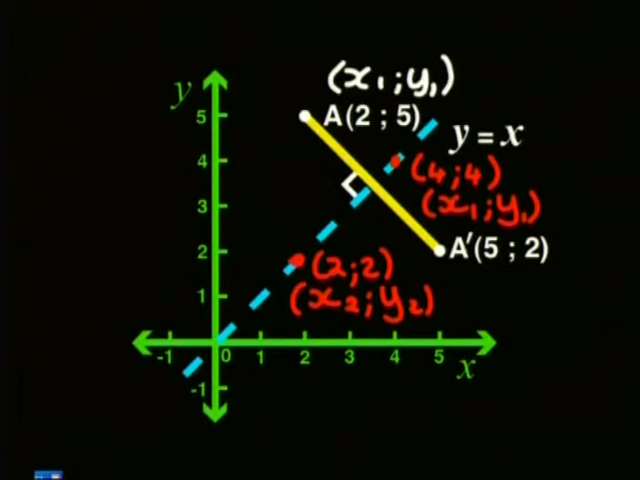 (x₁;y₁)
y
5
A(2 ; 5)
y = x
4
(4;4)
3
(x₁;y₁)
2
A′(5 ; 2)
(2;2)
1
(x₂;y₂)
-1 0 1 2 3 4 5 x
-1